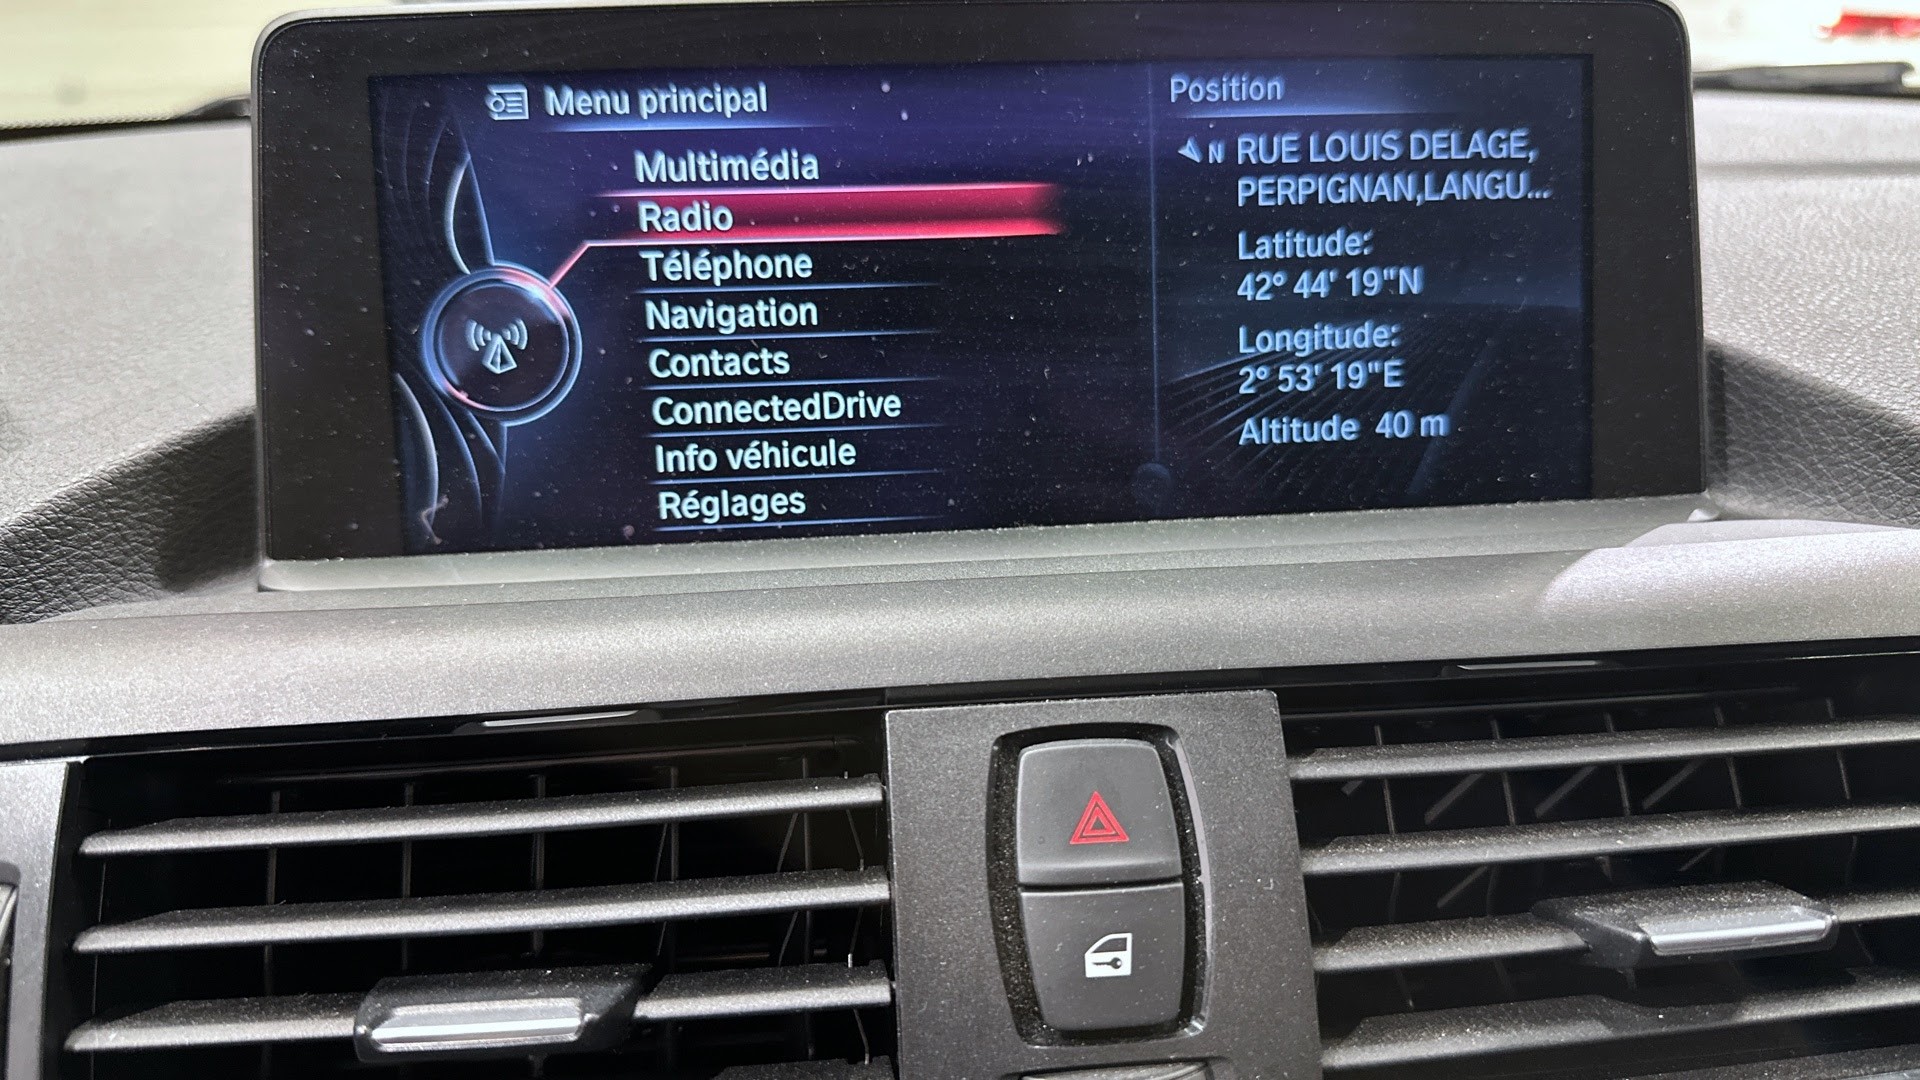 Menu principal
Multimédia
Radio
Téléphone
Navigation
Contacts
ConnectedDrive
Info véhicule
Réglages
Position
N RUE LOUIS DELAGE,
PERPIGNAN,LANGU...
Latitude:
42° 44' 19"N
Longitude:
2° 53' 19"E
Altitude 40 m